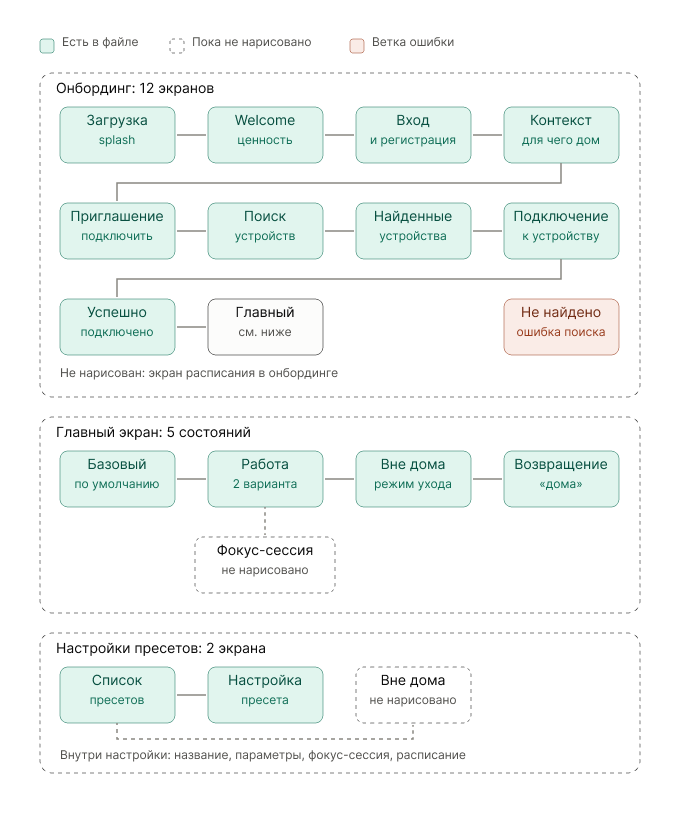 Есть в файле
Пока не нарисовано
Ветка ошибки
Онбординг: 12 экранов
Загрузка
splash
Welcome
ценность
Вход
и регистрация
Контекст
для чего дом
Приглашение
подключить
Поиск
устройств
Найденные
устройства
Подключение
к устройству
Успешно
подключено
Главный
см. ниже
Не найдено
ошибка поиска
Не нарисован: экран расписания в онбординге
Главный экран: 5 состояний
Базовый
по умолчанию
Работа
2 варианта
Вне дома
режим ухода
Возвращение
«дома»
Фокус-сессия
не нарисовано
Настройки пресетов: 2 экрана
Список
пресетов
Настройка
пресета
Вне дома
не нарисовано
Внутри настройки: название, параметры, фокус-сессия, расписание